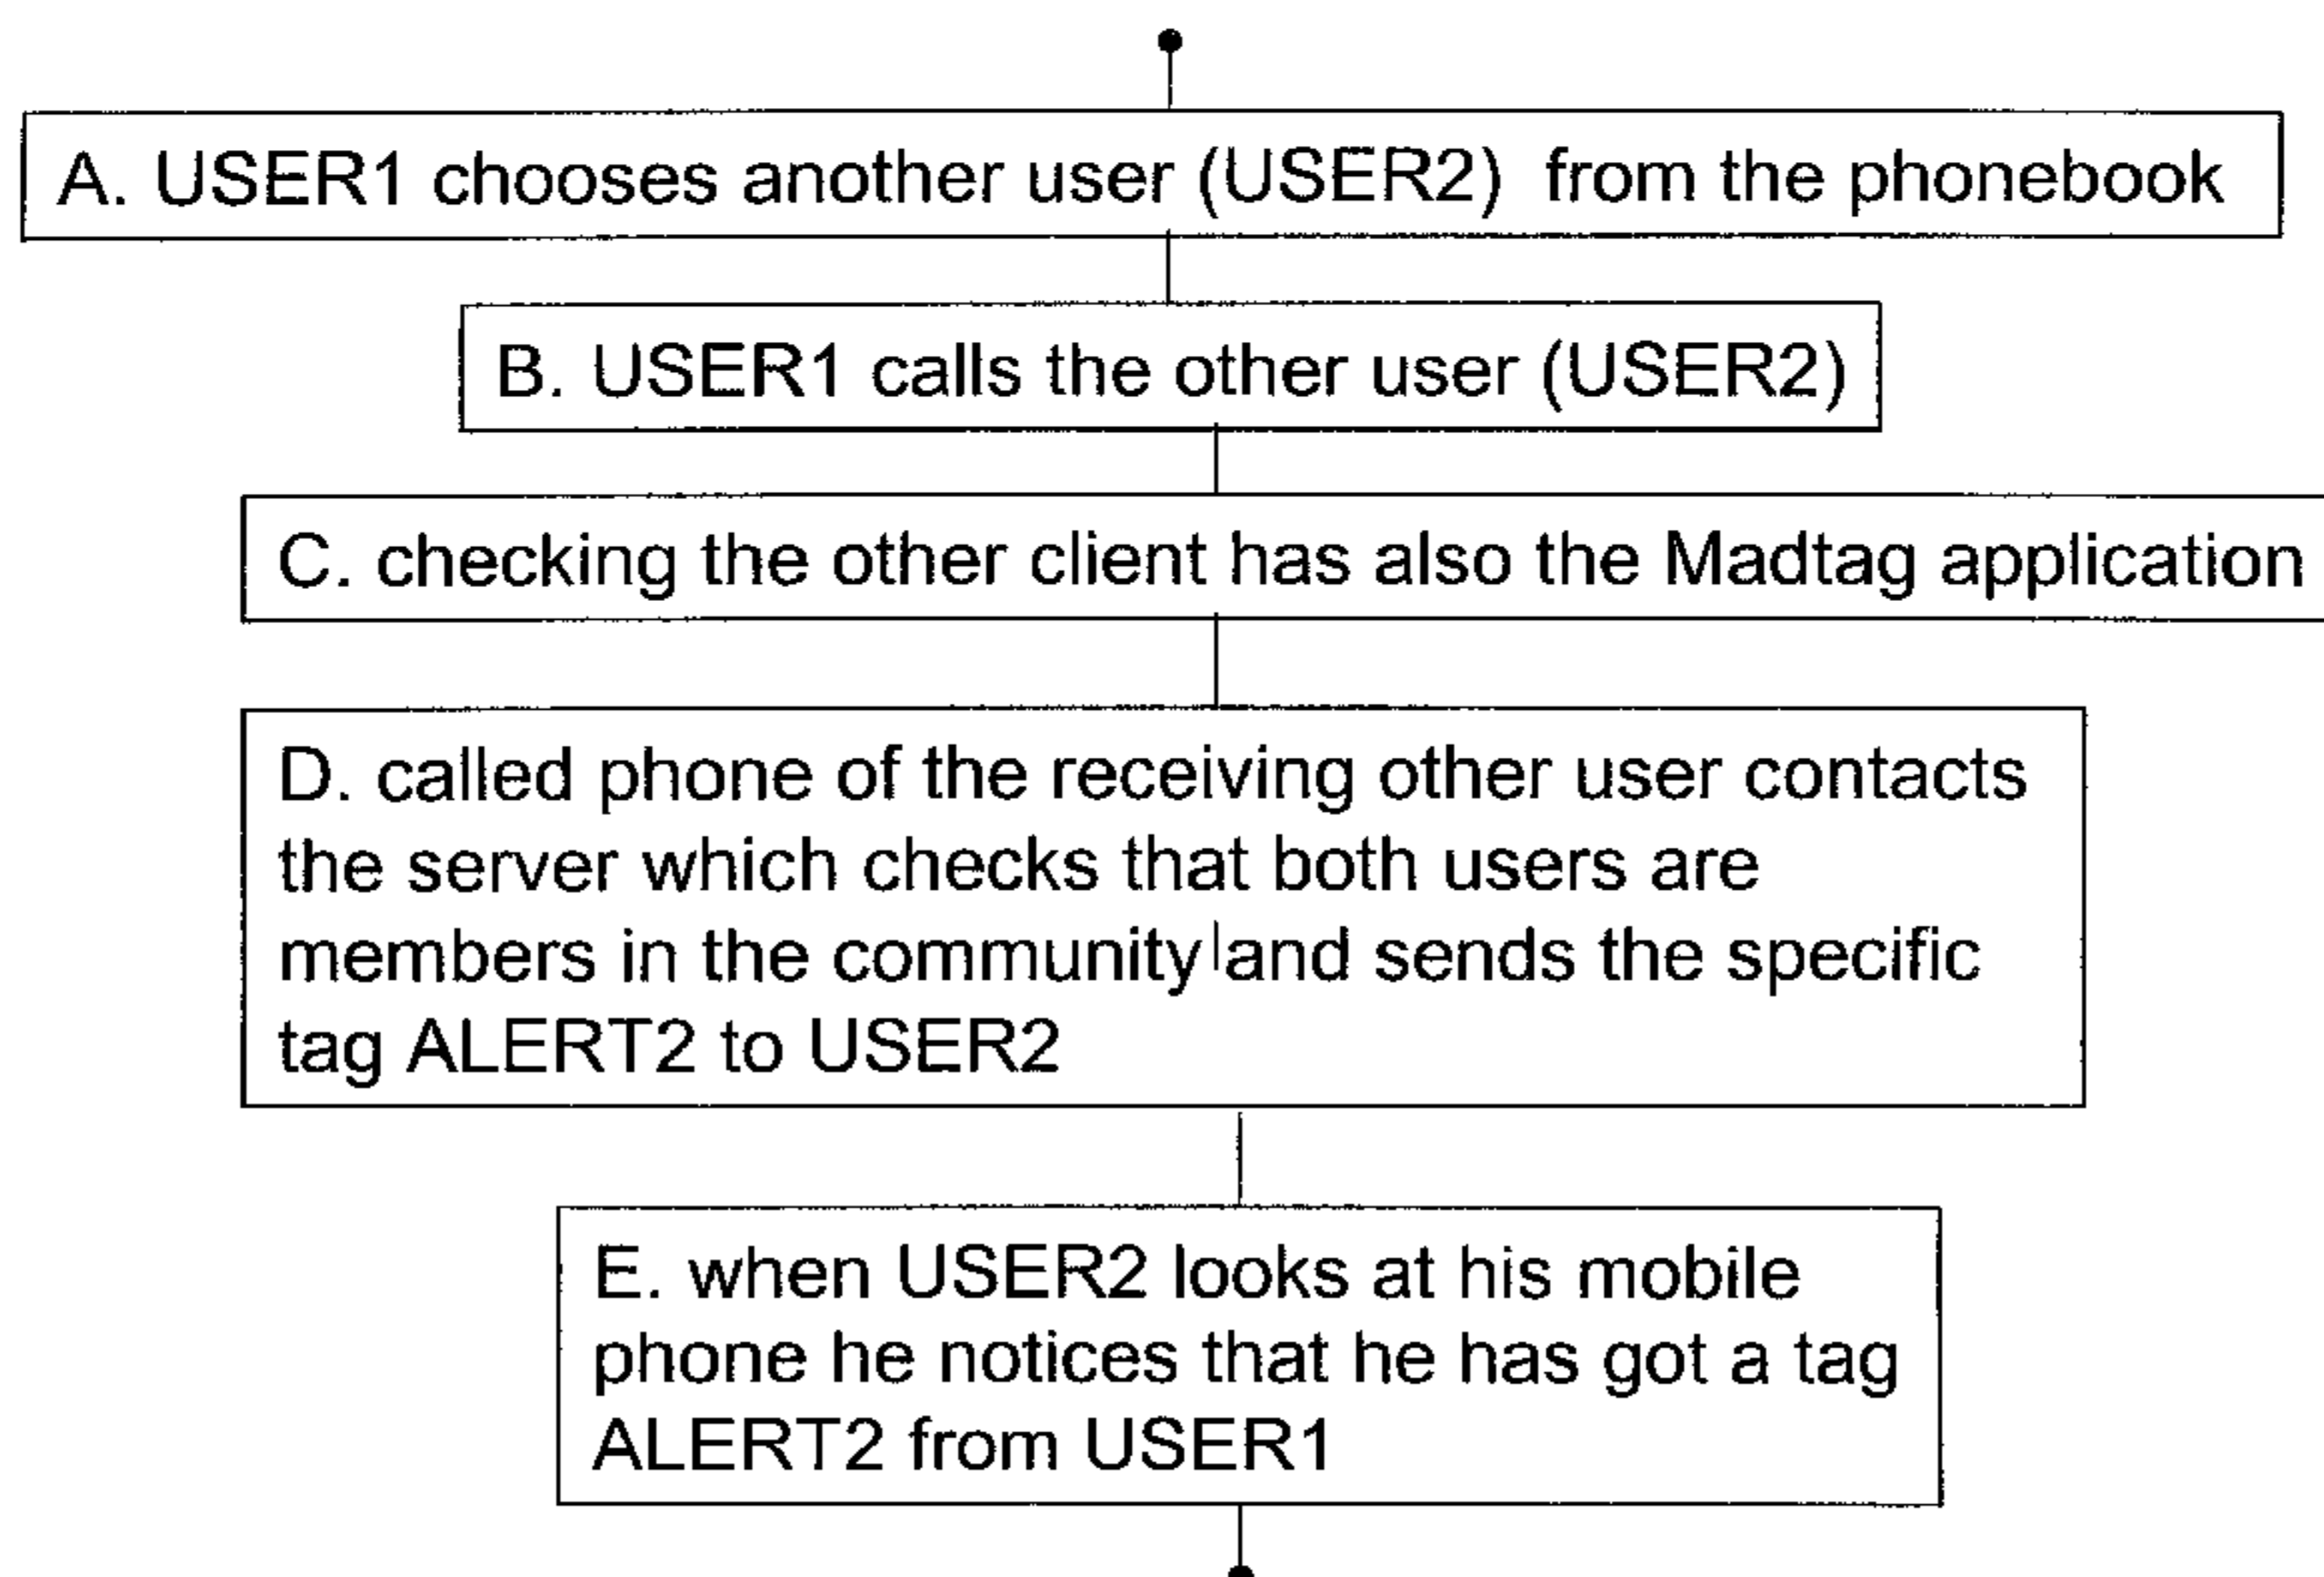 A. USER1 chooses another user (USER2) from the phonebook
B. USER1 calls the other user (USER2)
C. checking the other client has also the Madtag application
D. called phone of the receiving other user contacts
the server which checks that both users are
members in the community and sends the specific
tag ALERT2 to USER2
E. when USER2 looks at his mobile
phone he notices that he has got a tag
ALERT2 from USER1